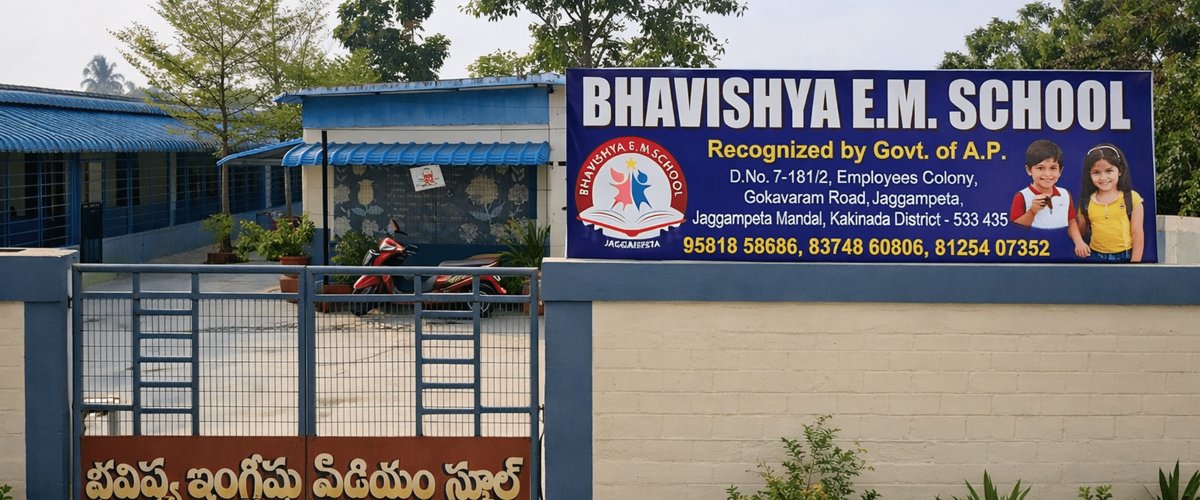 BHAVISHYA E.M. SCHOOL
Recognized by Govt. of A.P.
D.No. 7-181/2, Employees Colony,
Gokavaram Road, Jaggampeta,
Jaggampeta Mandal, Kakinada District - 533 435
95818 58686, 83748 60806, 81254 07352
BHAVISHYA E.M SCHOOL
JAGGAMPETA
భవిష్య ఇంగ్లీషు మీడియం స్కూల్